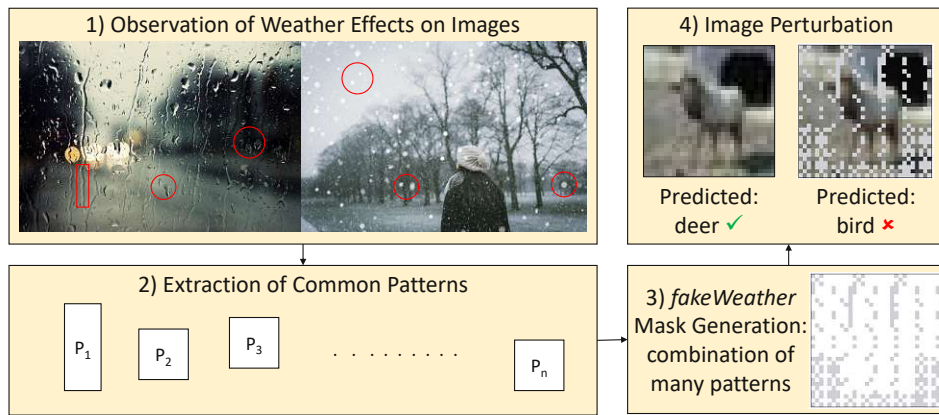 1) Observation of Weather Effects on Images
2) Extraction of Common Patterns
P1
P2
P3
. . . . . . . . .
Pn
3) fakeWeather
Mask Generation:
combination of
many patterns
4) Image Perturbation
Predicted:
deer ✓
Predicted:
bird ✘